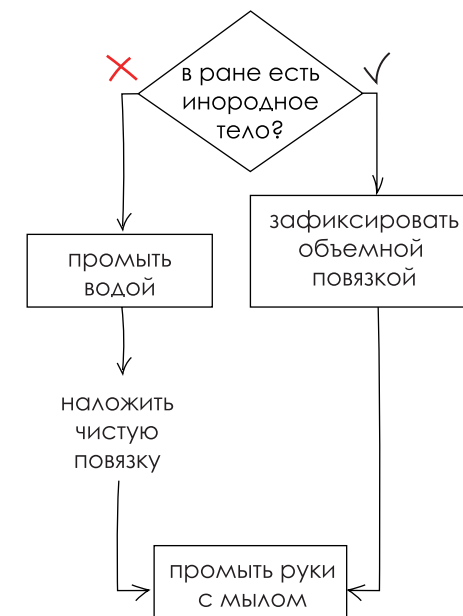 в ране есть
инородное
тело?
зафиксировать
объемной
повязкой
промыть
водой
наложить
чистую
повязку
промыть руки
с мылом